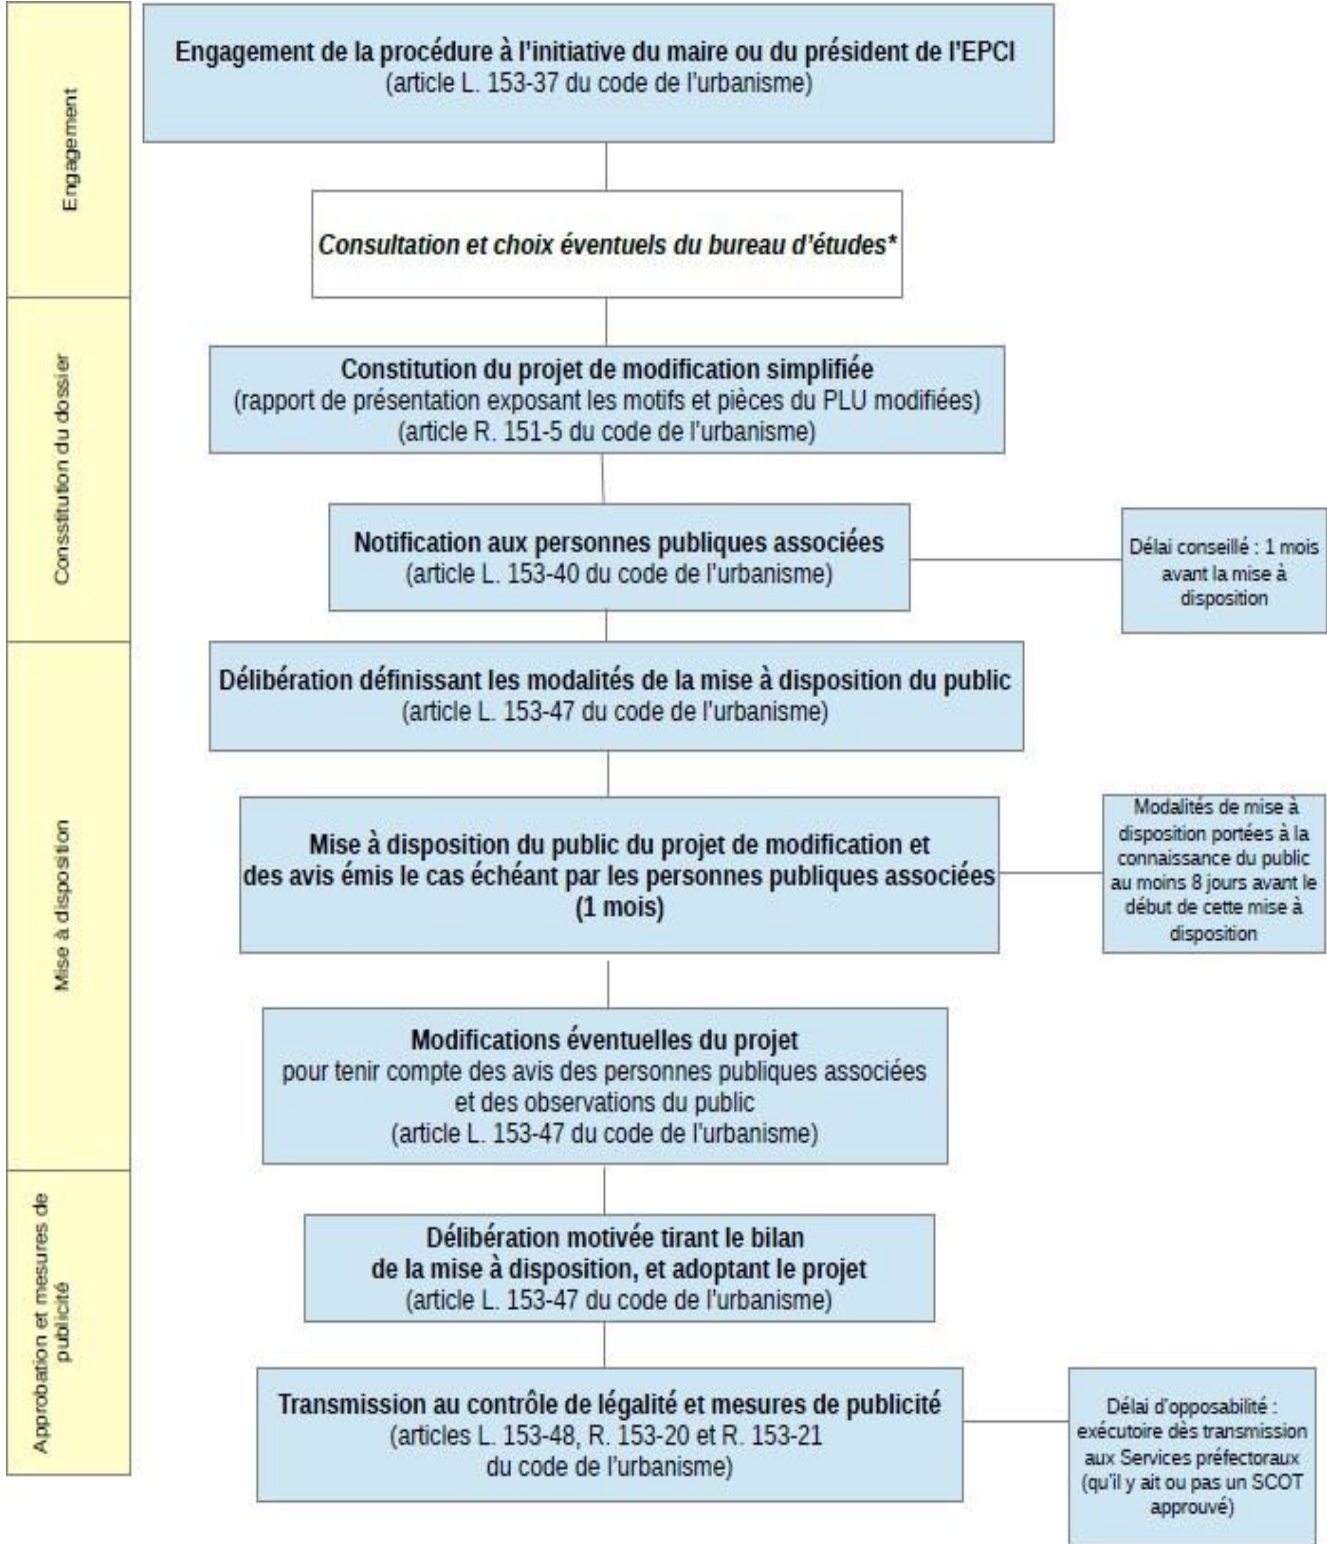 Engagement
Engagement de la procédure à l'initiative du maire ou du président de l'EPCI
(article L. 153-37 du code de l'urbanisme)
Consultation et choix éventuels du bureau d'études*
Consstitution du dossier
Constitution du projet de modification simplifiée
(rapport de présentation exposant les motifs et pièces du PLU modifiées)
(article R. 151-5 du code de l'urbanisme)
Notification aux personnes publiques associées
(article L. 153-40 du code de l'urbanisme)
Délai conseillé : 1 mois
avant la mise à
disposition
Mise à disposition
Délibération définissant les modalités de la mise à disposition du public
(article L. 153-47 du code de l'urbanisme)
Mise à disposition du public du projet de modification et
des avis émis le cas échéant par les personnes publiques associées
(1 mois)
Modalités de mise à
disposition portées à la
connaissance du public
au moins 8 jours avant le
début de cette mise à
disposition
Modifications éventuelles du projet
pour tenir compte des avis des personnes publiques associées
et des observations du public
(article L. 153-47 du code de l'urbanisme)
Approbation et mesures de
publicité
Délibération motivée tirant le bilan
de la mise à disposition, et adoptant le projet
(article L. 153-47 du code de l'urbanisme)
Transmission au contrôle de légalité et mesures de publicité
(articles L. 153-48, R. 153-20 et R. 153-21
du code de l'urbanisme)
Délai d'opposabilité :
exécutoire dès transmission
aux Services préfectoraux
(qu'il y ait ou pas un SCOT
approuvé)